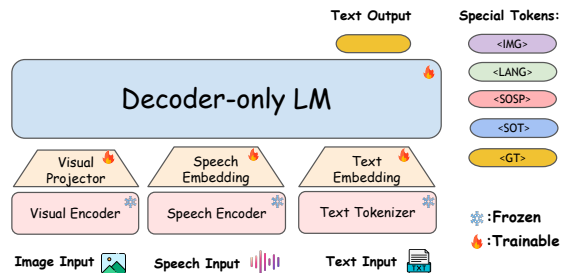 Text Output
Special Tokens:
<IMG>
<LANG>
<SOSP>
<SOT>
<GT>
Decoder-only LM
Visual
Projector
Speech
Embedding
Text
Embedding
Visual Encoder
Speech Encoder
Text Tokenizer
:Frozen
:Trainable
Image Input
Speech Input
Text Input
TXT